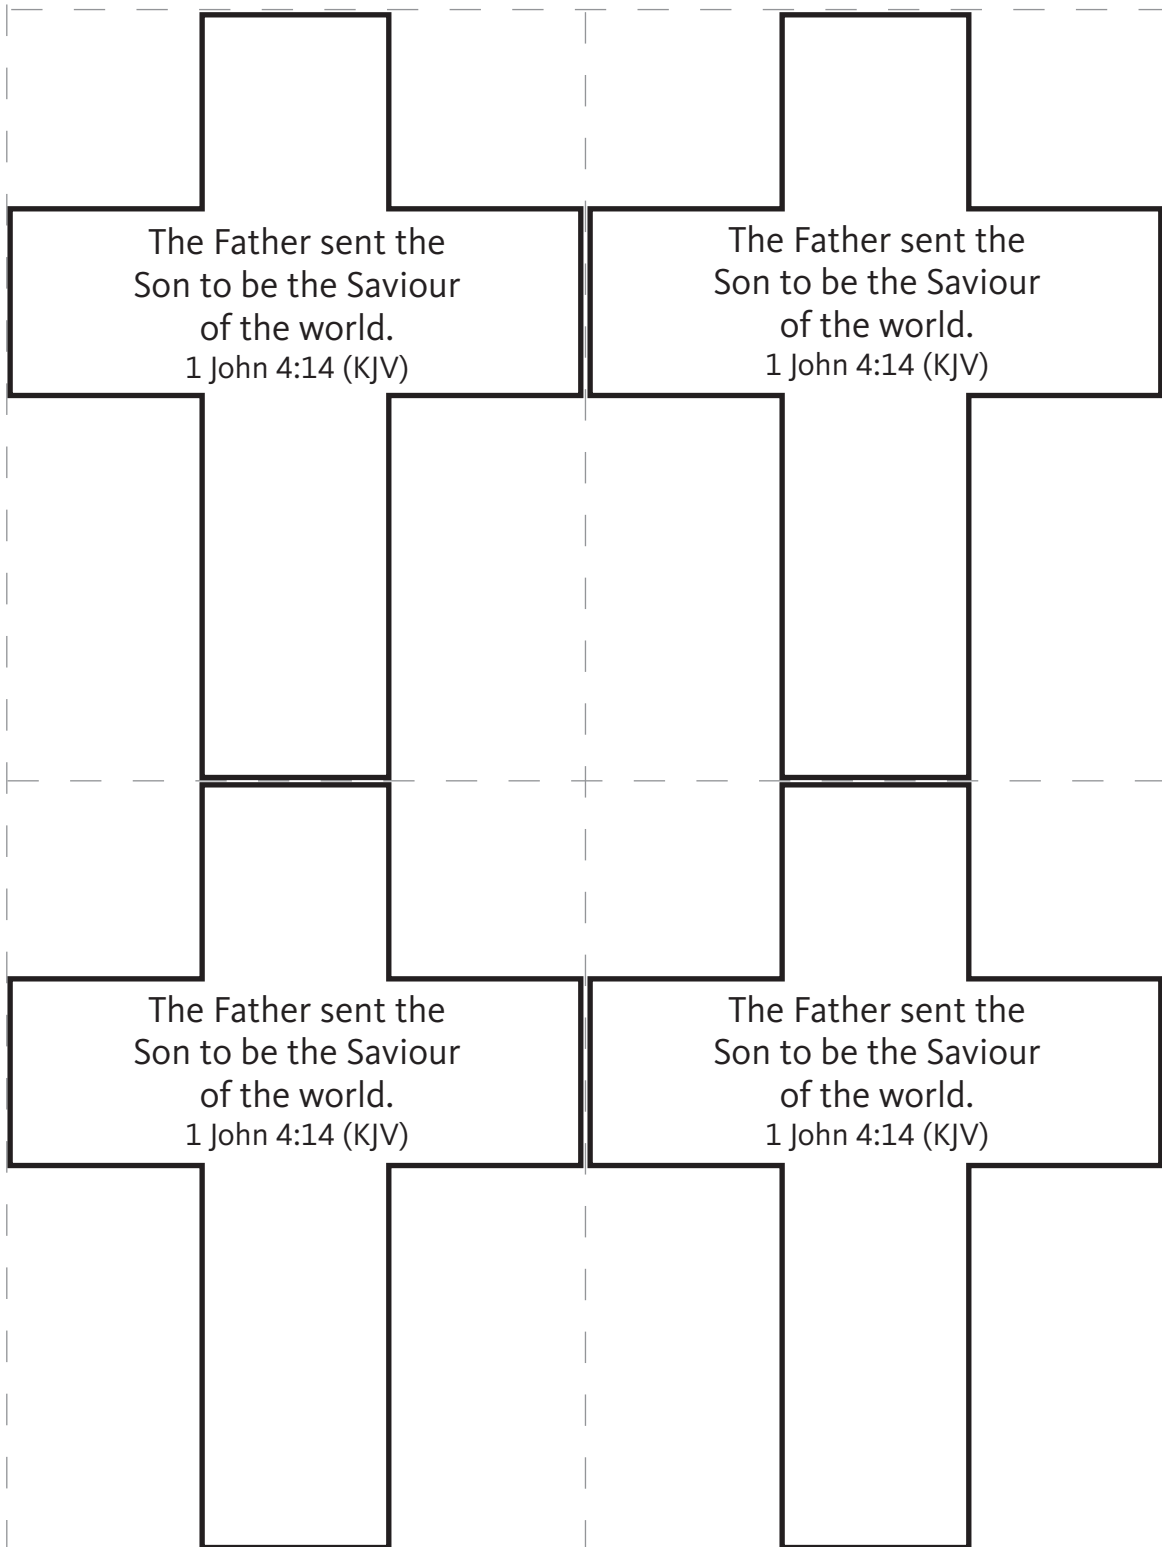 The Father sent the
Son to be the Saviour
of the world.
1 John 4:14 (KJV)
The Father sent the
Son to be the Saviour
of the world.
1 John 4:14 (KJV)
The Father sent the
Son to be the Saviour
of the world.
1 John 4:14 (KJV)
The Father sent the
Son to be the Saviour
of the world.
1 John 4:14 (KJV)